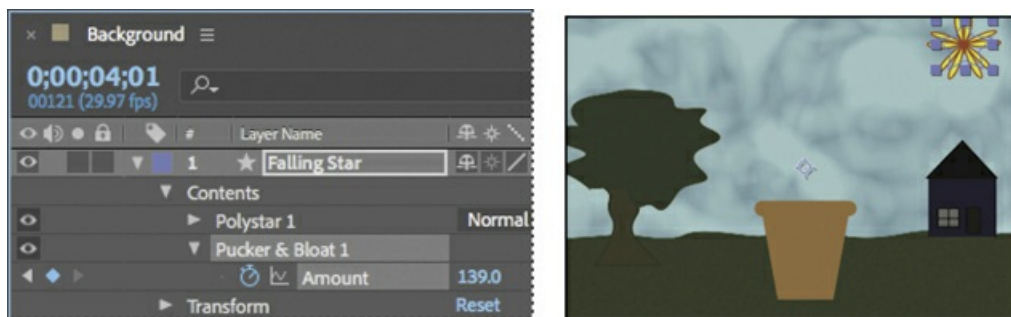 × Background
0;00;04;01
00121 (29.97 fps)
# Layer Name
1 Falling Star
Contents
Polystar 1 Normal
Pucker & Bloat 1
Amount 139.0
Transform Reset